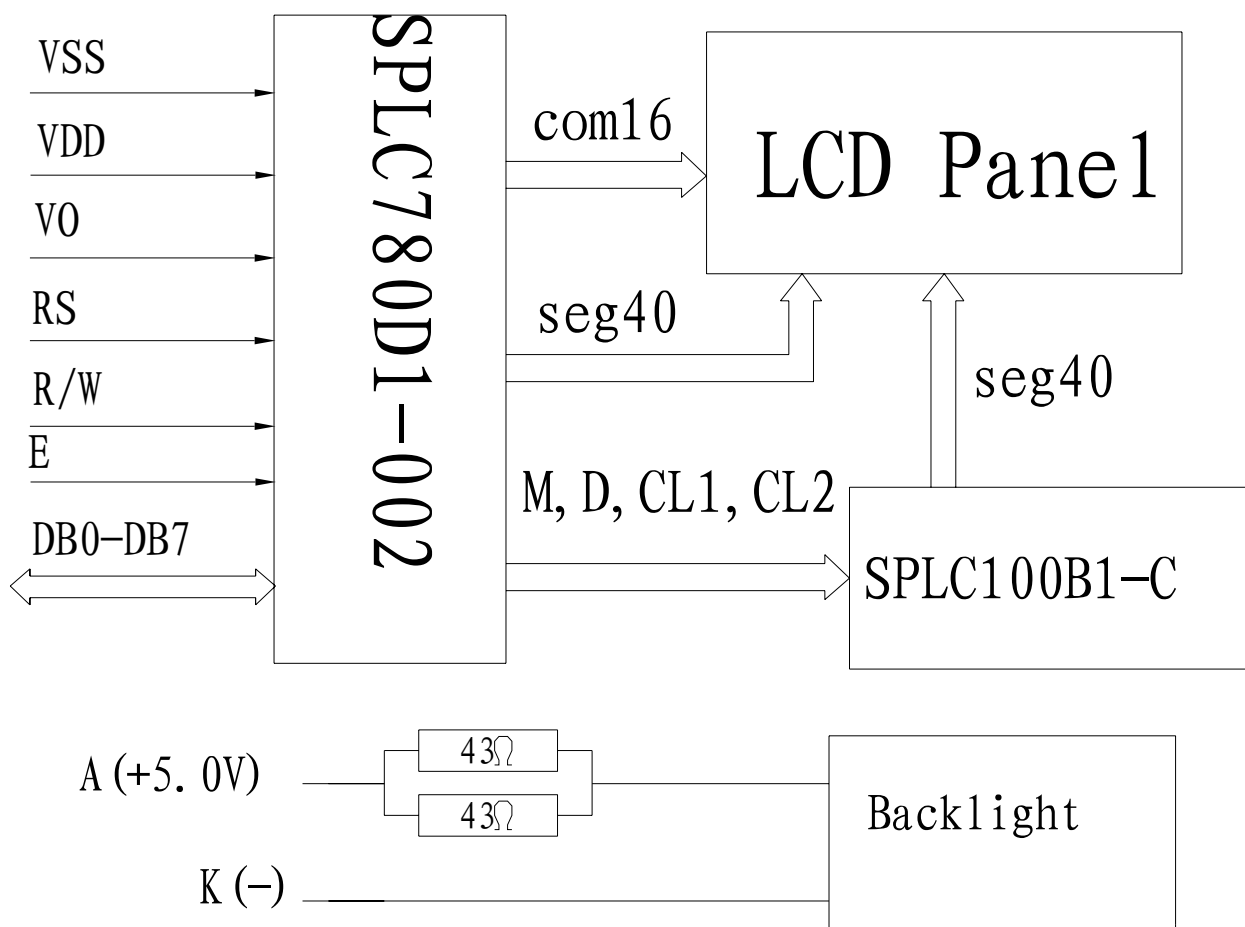 VSS
VDD
VO
RS
R/W
E
DB0-DB7
SPLC780D1-002
com16
LCD Panel
seg40
seg40
M, D, CL1, CL2
SPLC100B1-C
A(+5.0V)
43Ω
43Ω
Backlight
K(-)